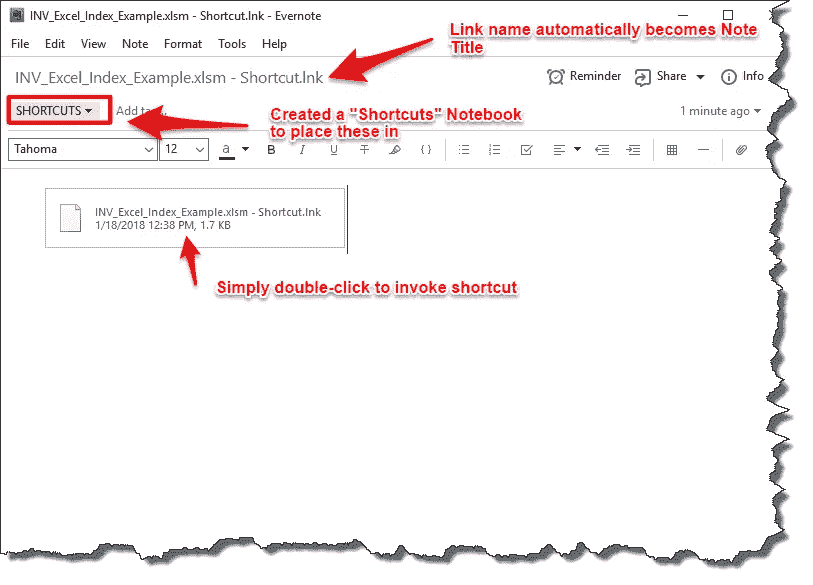 INV_Excel_Index_Example.xlsm - Shortcut.lnk - Evernote
File Edit View Note Format Tools Help
Link name automatically becomes Note
Title
INV_Excel_Index_Example.xlsm - Shortcut.lnk
Reminder Share Info
SHORTCUTS Add
1 minute ago
Created a "Shortcuts" Notebook
to place these in
Tahoma 12 a B I U T {}
INV_Excel_Index_Example.xlsm - Shortcut.lnk
1/18/2018 12:38 PM, 1.7 KB
Simply double-click to invoke shortcut